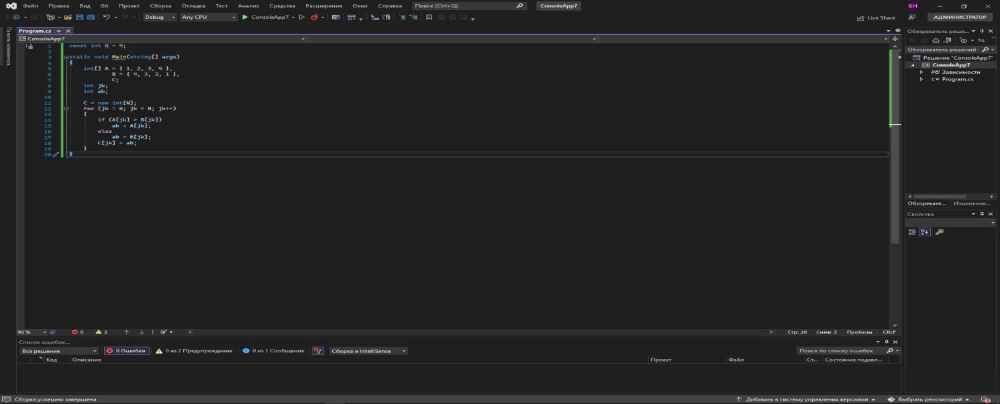 Файл Правка Вид Git Проект Сборка Отладка Тест Анализ Средства Расширения Окно Справка Поиск (Ctrl+Q) ConsoleApp7 БН
Debug Any CPU ConsoleApp7 Live Share АДМИНИСТРАТОР
Панель элементов
Program.cs
ConsoleApp7
1 const int N = 4;
2
3 static void Main(string[] args)
4 {
5 int[] A = { 1, 2, 3, 4 },
6 B = { 4, 3, 2, 1 },
7 C;
8 int jk;
9 int ab;
10
11 C = new int[N];
12 for (jk = 0; jk < N; jk++)
13 {
14 if (A[jk] > B[jk])
15 ab = A[jk];
16 else
17 ab = B[jk];
18 C[jk] = ab;
19 }
20 }
90 % 0 2 Стр: 20 Симв: 2 Пробелы CRLF
Список ошибок...
Все решение 0 Ошибки 0 из 2 Предупреждения 0 из 1 Сообщение Сборка и IntelliSense Поиск по списку ошибок
Код Описание Проект Файл Ст... Состояние подавл...
Обозреватель реше...
Обозреватель решений
Решение "ConsoleApp7"
C# ConsoleApp7
Зависимости
C# Program.cs
Обозревате... Изменения...
Свойства
Сборка успешно завершена Добавить в систему управления версиями Выбрать репозиторий